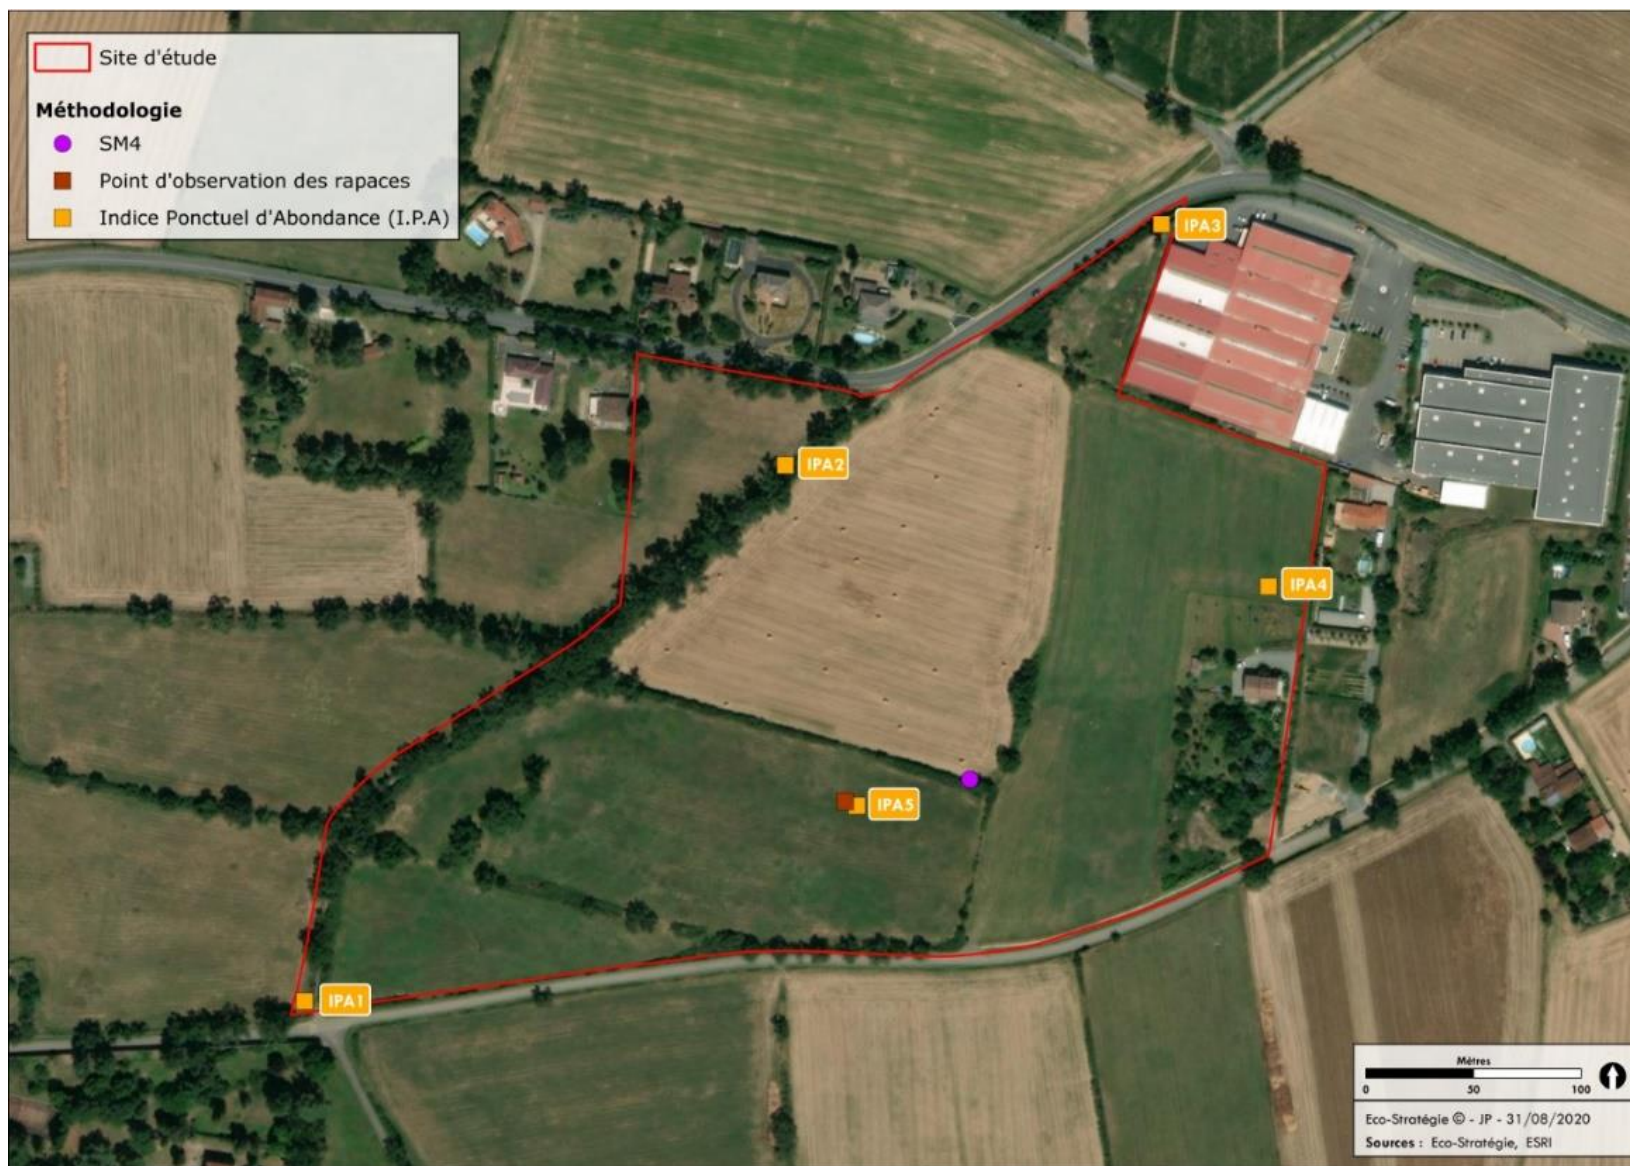 Site d'étude
Méthodologie
SM4
Point d'observation des rapaces
Indice Ponctuel d'Abondance (I.P.A)
IPA3
IPA2
IPA4
IPA5
IPA1
Mètres
0 50 100
Eco-Stratégie © - JP - 31/08/2020
Sources : Eco-Stratégie, ESRI